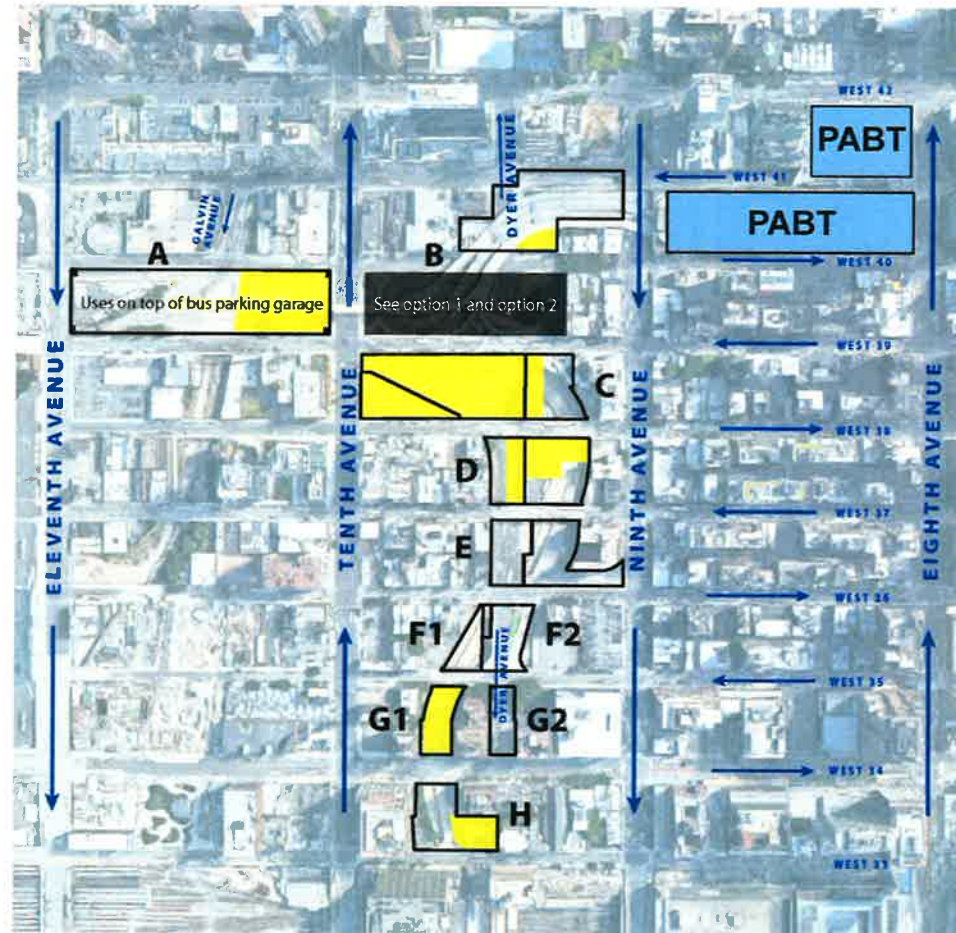 WEST 42
PABT
DYER AVENUE
WEST 41
GALVIN
AVENUE
PABT
A
B
WEST 40
Uses on top of bus parking garage
See option 1 and option 2
WEST 39
ELEVENTH AVENUE
TENTH AVENUE
NINTH AVENUE
EIGHTH AVENUE
C
WEST 38
D
WEST 37
E
WEST 36
F1
F2
DYER AVENUE
WEST 35
G1
G2
WEST 34
H
WEST 33